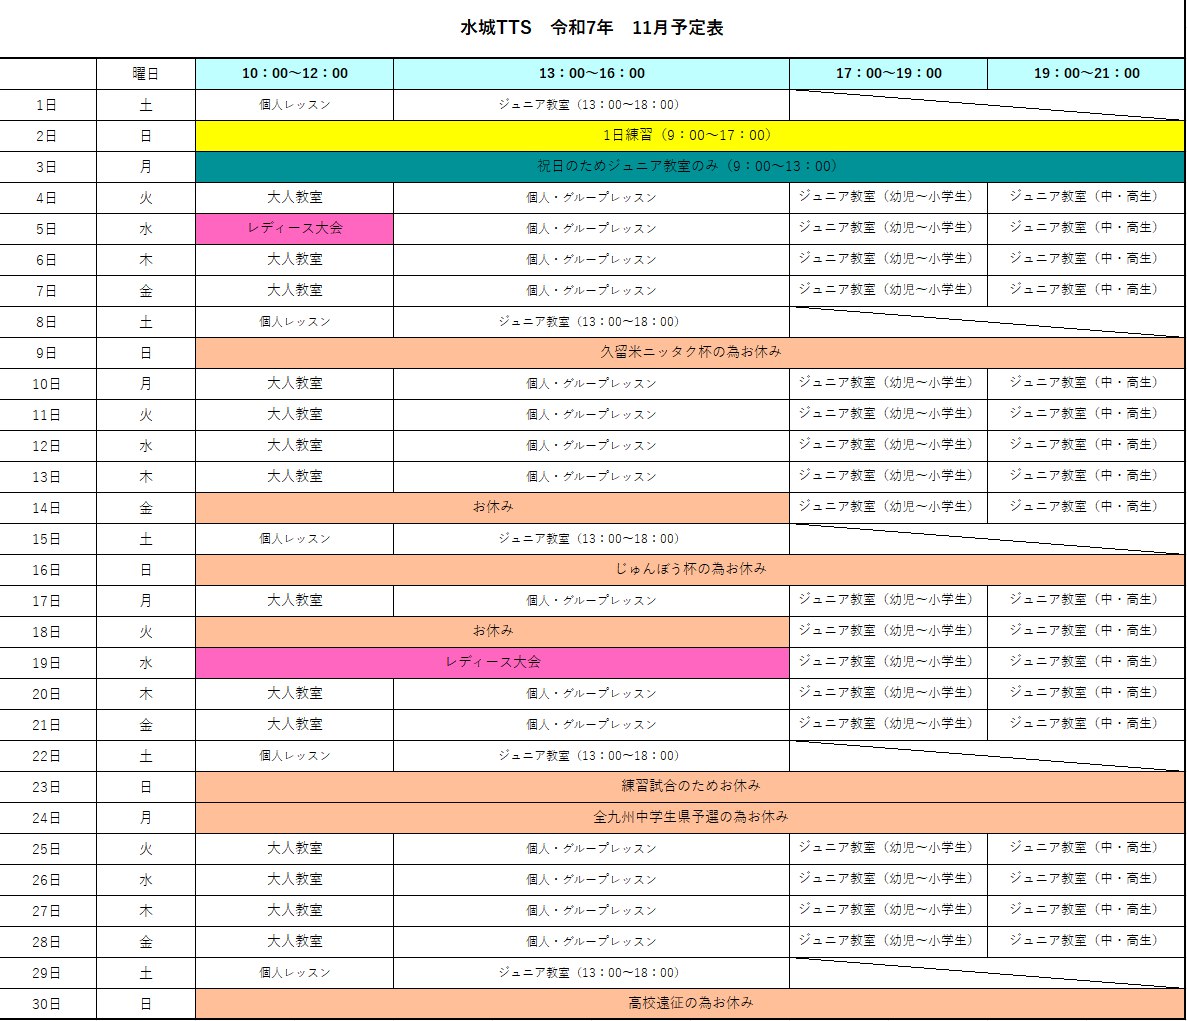 水城TTS　令和7年　11月予定表
曜日 10：00～12：00 13：00～16：00 17：00～19：00 19：00～21：00
1日 土 個人レッスン ジュニア教室（13：00～18：00）
2日 日 1日練習（9：00～17：00）
3日 月 祝日のためジュニア教室のみ（9：00～13：00）
4日 火 大人教室 個人・グループレッスン ジュニア教室（幼児～小学生） ジュニア教室（中・高生）
5日 水 レディース大会 個人・グループレッスン ジュニア教室（幼児～小学生） ジュニア教室（中・高生）
6日 木 大人教室 個人・グループレッスン ジュニア教室（幼児～小学生） ジュニア教室（中・高生）
7日 金 大人教室 個人・グループレッスン ジュニア教室（幼児～小学生） ジュニア教室（中・高生）
8日 土 個人レッスン ジュニア教室（13：00～18：00）
9日 日 久留米ニッタク杯の為お休み
10日 月 大人教室 個人・グループレッスン ジュニア教室（幼児～小学生） ジュニア教室（中・高生）
11日 火 大人教室 個人・グループレッスン ジュニア教室（幼児～小学生） ジュニア教室（中・高生）
12日 水 大人教室 個人・グループレッスン ジュニア教室（幼児～小学生） ジュニア教室（中・高生）
13日 木 大人教室 個人・グループレッスン ジュニア教室（幼児～小学生） ジュニア教室（中・高生）
14日 金 お休み ジュニア教室（幼児～小学生） ジュニア教室（中・高生）
15日 土 個人レッスン ジュニア教室（13：00～18：00）
16日 日 じゅんぼう杯の為お休み
17日 月 大人教室 個人・グループレッスン ジュニア教室（幼児～小学生） ジュニア教室（中・高生）
18日 火 お休み ジュニア教室（幼児～小学生） ジュニア教室（中・高生）
19日 水 レディース大会 ジュニア教室（幼児～小学生） ジュニア教室（中・高生）
20日 木 大人教室 個人・グループレッスン ジュニア教室（幼児～小学生） ジュニア教室（中・高生）
21日 金 大人教室 個人・グループレッスン ジュニア教室（幼児～小学生） ジュニア教室（中・高生）
22日 土 個人レッスン ジュニア教室（13：00～18：00）
23日 日 練習試合のためお休み
24日 月 全九州中学生県予選の為お休み
25日 火 大人教室 個人・グループレッスン ジュニア教室（幼児～小学生） ジュニア教室（中・高生）
26日 水 大人教室 個人・グループレッスン ジュニア教室（幼児～小学生） ジュニア教室（中・高生）
27日 木 大人教室 個人・グループレッスン ジュニア教室（幼児～小学生） ジュニア教室（中・高生）
28日 金 大人教室 個人・グループレッスン ジュニア教室（幼児～小学生） ジュニア教室（中・高生）
29日 土 個人レッスン ジュニア教室（13：00～18：00）
30日 日 高校遠征の為お休み